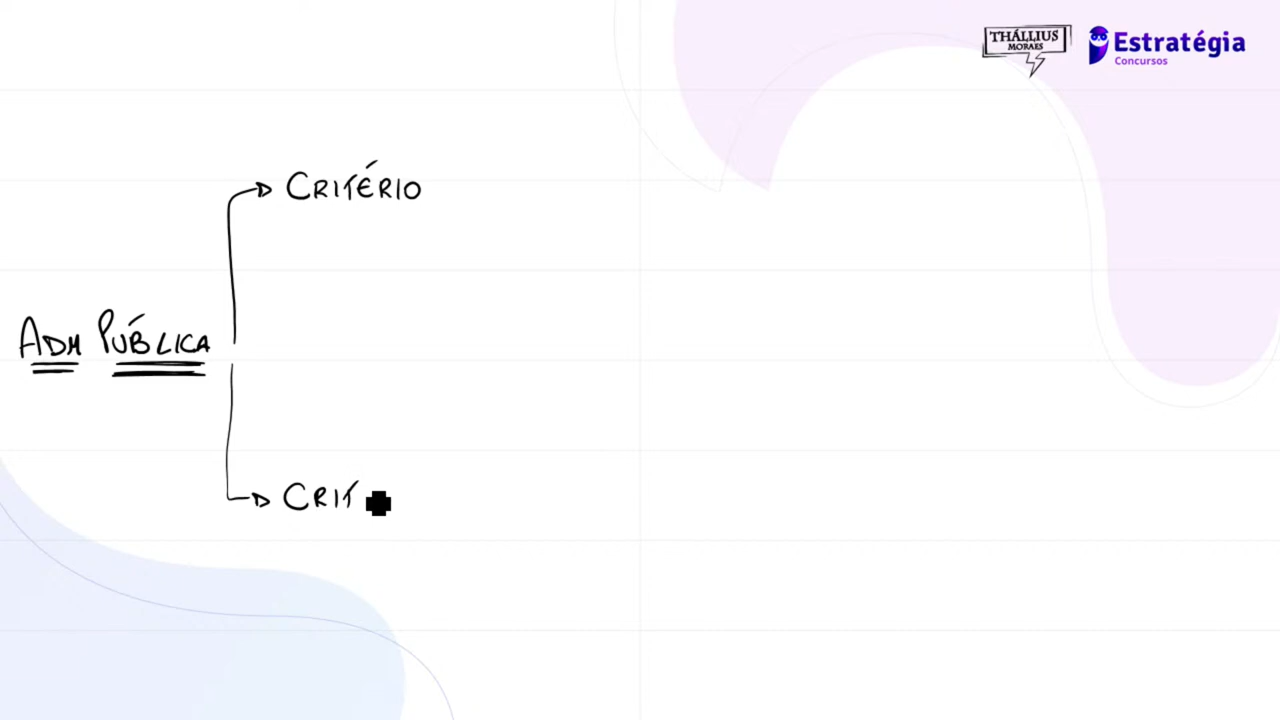 THÁLLIUS
MORAES
Estratégia
Concursos
CRITÉRIO
ADM PÚBLICA
CRIT